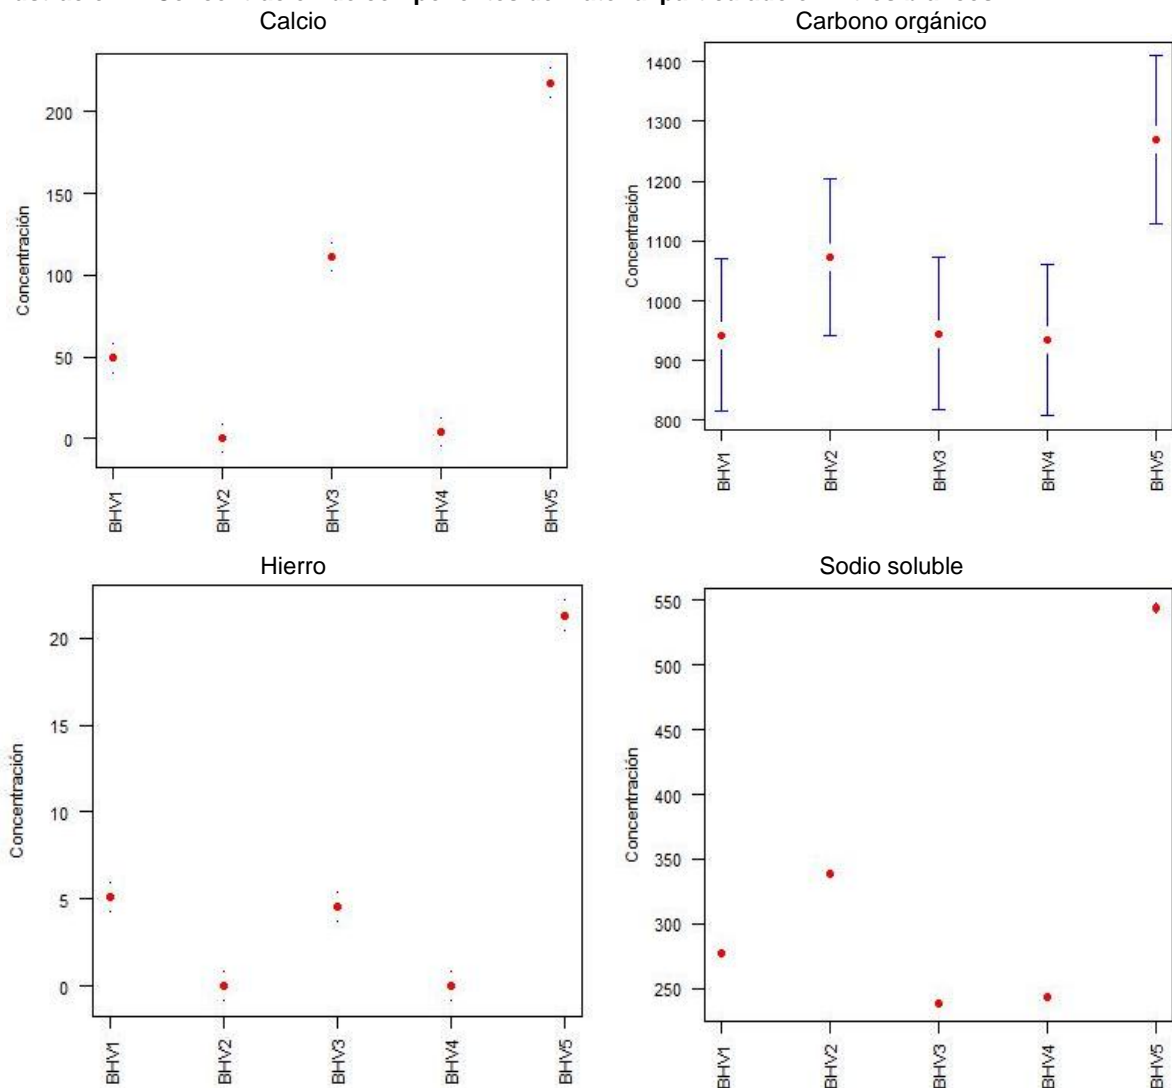 Calcio
Concentración
200
150
100
50
0
BHV1
BHV2
BHV3
BHV4
BHV5
Carbono orgánico
Concentración
1400
1300
1200
1100
1000
900
800
BHV1
BHV2
BHV3
BHV4
BHV5
Hierro
Concentración
20
15
10
5
0
BHV1
BHV2
BHV3
BHV4
BHV5
Sodio soluble
Concentración
550
500
450
400
350
300
250
BHV1
BHV2
BHV3
BHV4
BHV5